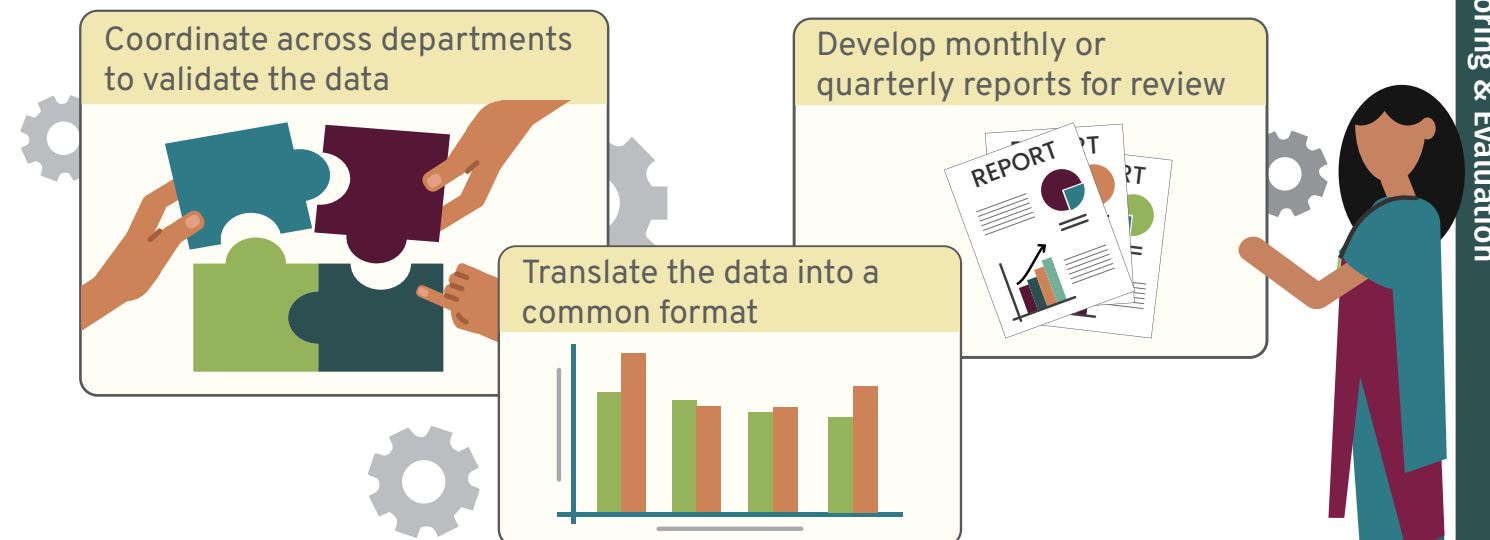 Coordinate across departments
to validate the data
Develop monthly or
quarterly reports for review
REPORT
Translate the data into a
common format
& Evaluation